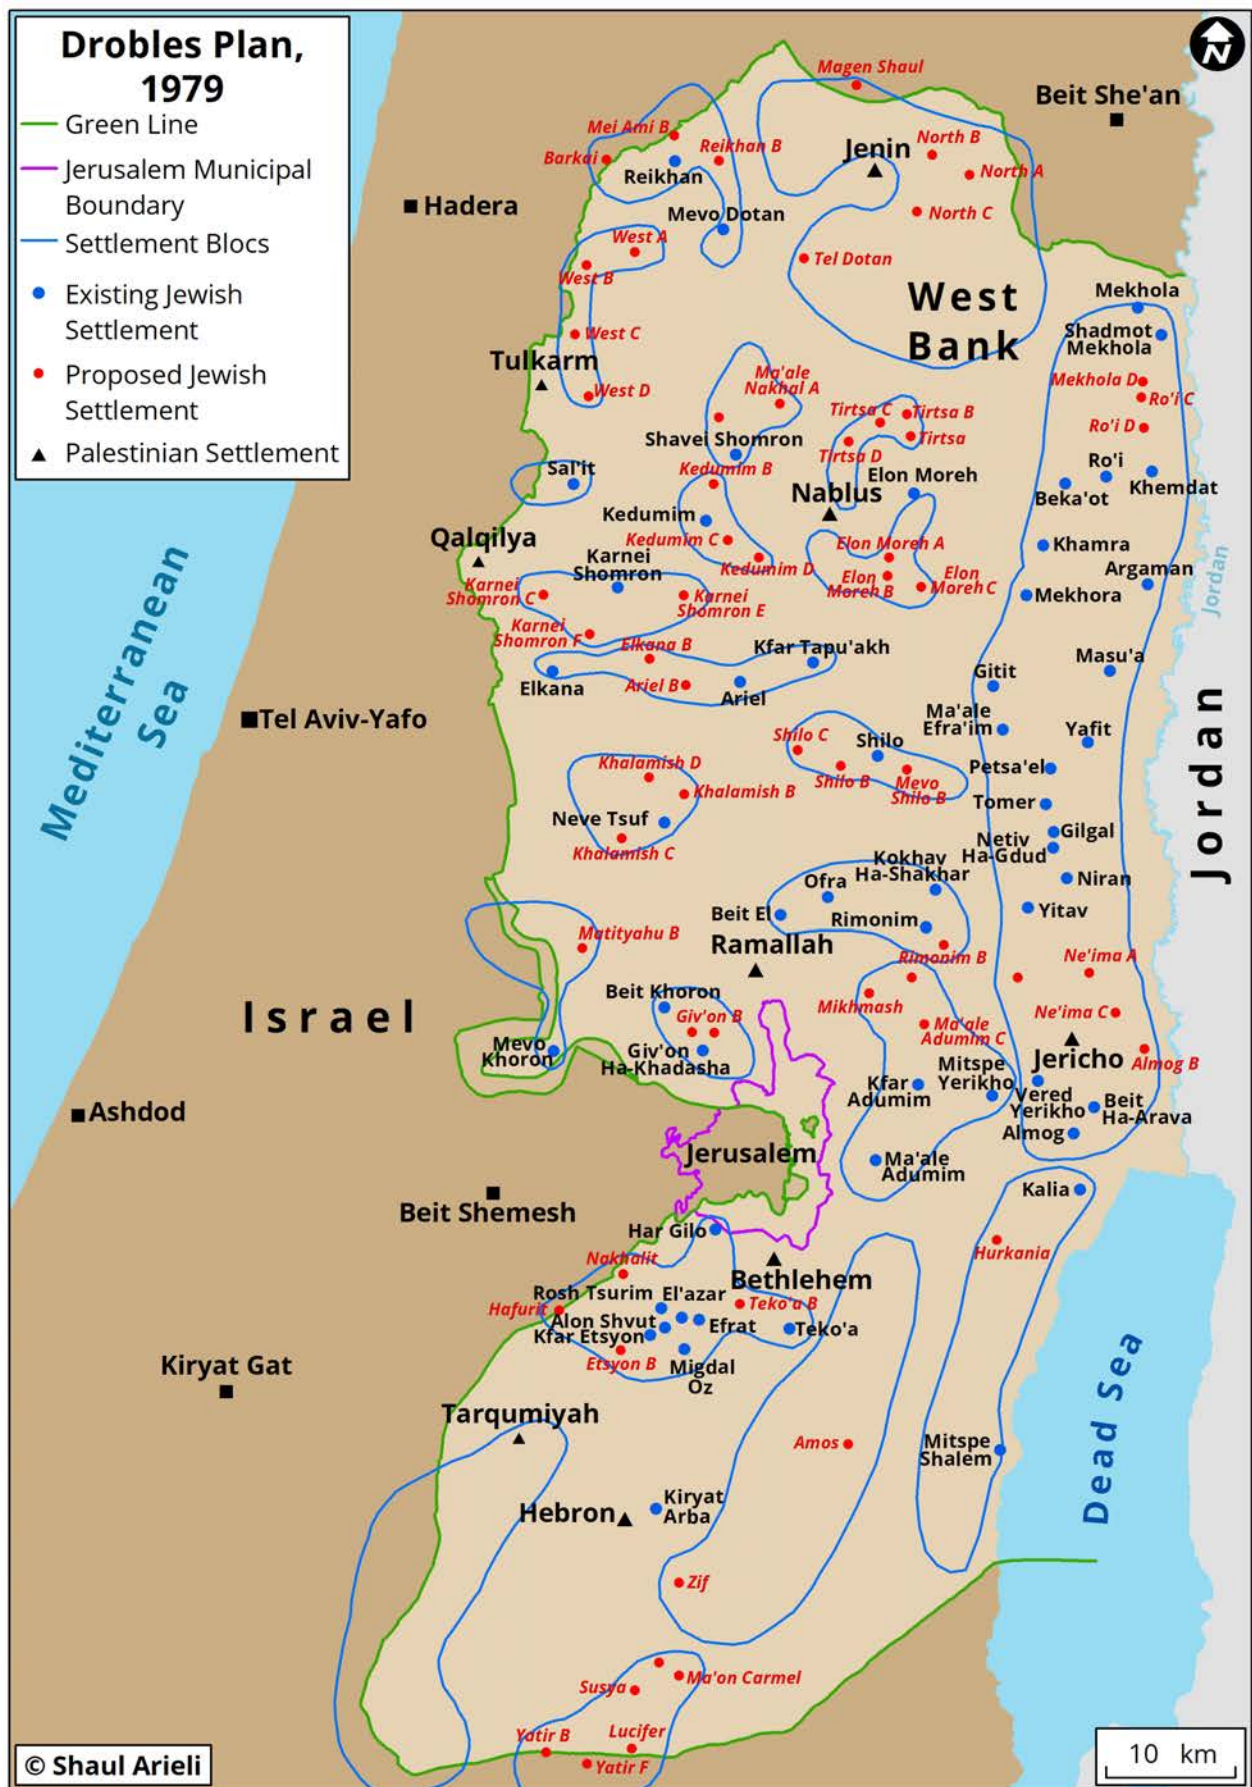 Drobles Plan,
1979
Green Line
Jerusalem Municipal
Boundary
Settlement Blocs
Existing Jewish
Settlement
Proposed Jewish
Settlement
Palestinian Settlement
N
Magen Shaul
Beit She'an
Mei Ami B
Barkai
Reikhan B
Reikhan
Jenin
North B
North A
North C
Hadera
Mevo Dotan
West A
West B
Tel Dotan
West
Bank
Mekhola
Shadmot
Mekhola
West C
Tulkarm
West D
Ma'ale
Nakhal A
Mekhola D
Ro'i C
Ro'i D
Tirtsa C
Tirtsa B
Tirtsa
Tirtsa D
Shavei Shomron
Sal'it
Kedumim B
Elon Moreh
Nablus
Ro'i
Beka'ot
Khemdat
Kedumim
Qalqilya
Kedumim C
Karnei
Shomron
Kedumim D
Elon Moreh A
Elon
Moreh B
Elon
Moreh C
Khamra
Argaman
Mekhora
Jordan
Karnei
Shomron C
Karnei
Shomron E
Karnei
Shomron F
Elkana B
Kfar Tapu'akh
Elkana
Ariel B
Ariel
Gitit
Masu'a
Mediterranean
Sea
Tel Aviv-Yafo
Ma'ale
Efra'im
Yafit
Shilo C
Shilo
Shilo B
Mevo
Shilo B
Petsa'el
Tomer
Jordan
Khalamish D
Khalamish B
Neve Tsuf
Khalamish C
Gilgal
Netiv
Ha-Gdud
Niran
Yitav
Kokhav
Ha-Shakhar
Ofra
Beit El
Rimonim
Matityahu B
Ramallah
Rimonim B
Ne'ima A
Israel
Beit Khoron
Giv'on B
Mikhmash
Ma'ale
Adumim C
Ne'ima C
Mevo
Khoron
Giv'on
Ha-Khadasha
Jericho
Almog B
Mitspe
Yerikho
Kfar
Adumim
Vered
Yerikho
Beit
Ha-Arava
Almog
Ashdod
Jerusalem
Ma'ale
Adumim
Kalia
Beit Shemesh
Har Gilo
Hurkania
Nakhalit
Bethlehem
Rosh Tsurim
El'azar
Teko'a B
Hafurit
Alon Shvut
Efrat
Teko'a
Kfar Etsyon
Etsyon B
Migdal
Oz
Kiryat Gat
Dead Sea
Tarqumiyah
Amos
Mitspe
Shalem
Kiryat
Arba
Hebron
Zif
Ma'on Carmel
Susya
Yatir B
Lucifer
Yatir F
© Shaul Arieli
10 km